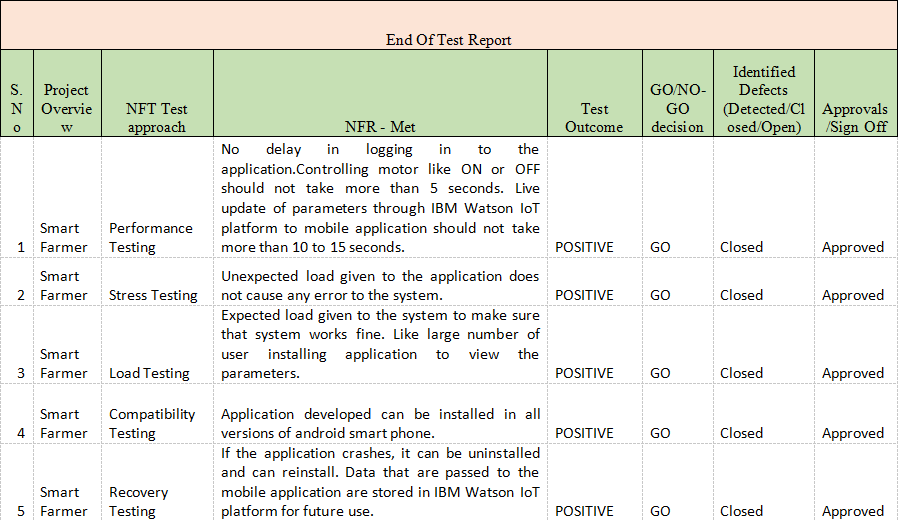 End Of Test Report
S.
N
o
Project
Overvie
w
NFT Test
approach
NFR - Met
Test
Outcome
GO/NO-
GO
decision
Identified
Defects
(Detected/Cl
osed/Open)
Approvals
/Sign Off
1
Smart
Farmer
Performance
Testing
No delay in logging in to the
application.Controlling motor like ON or OFF
should not take more than 5 seconds. Live
update of parameters through IBM Watson IoT
platform to mobile application should not take
more than 10 to 15 seconds.
POSITIVE
GO
Closed
Approved
2
Smart
Farmer
Stress Testing
Unexpected load given to the application does
not cause any error to the system.
POSITIVE
GO
Closed
Approved
3
Smart
Farmer
Load Testing
Expected load given to the system to make sure
that system works fine. Like large number of
user installing application to view the
parameters.
POSITIVE
GO
Closed
Approved
4
Smart
Farmer
Compatibility
Testing
Application developed can be installed in all
versions of android smart phone.
POSITIVE
GO
Closed
Approved
5
Smart
Farmer
Recovery
Testing
If the application crashes, it can be uninstalled
and can reinstall. Data that are passed to the
mobile application are stored in IBM Watson IoT
platform for future use.
POSITIVE
GO
Closed
Approved